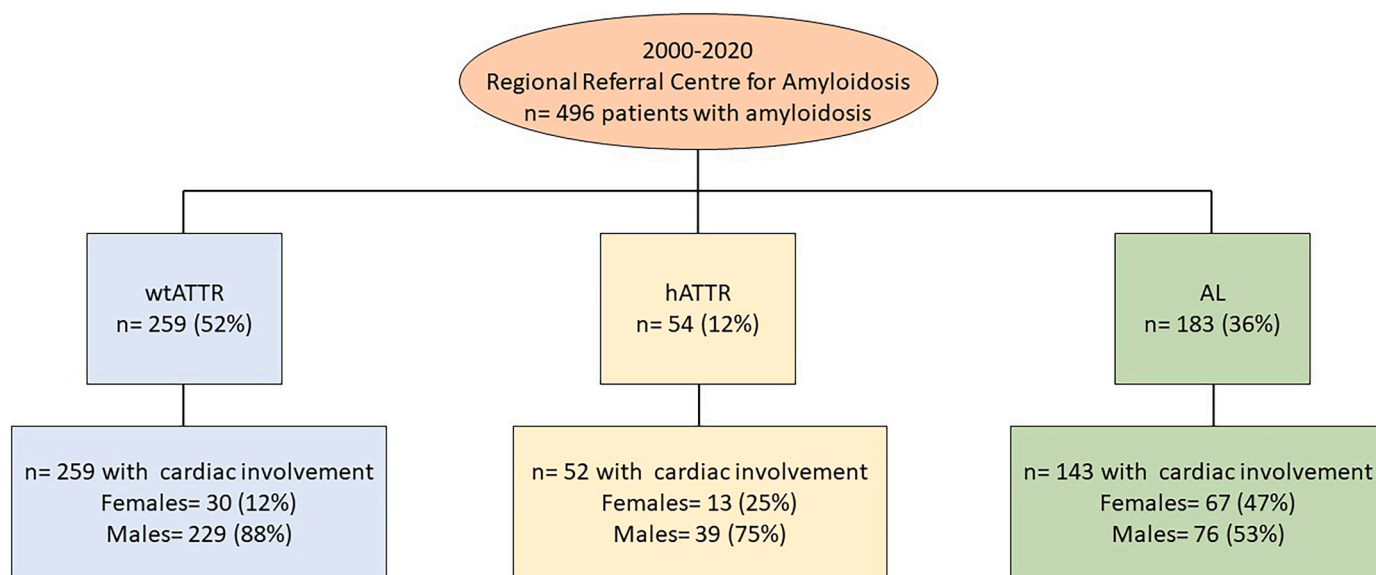 2000-2020
Regional Referral Centre for Amyloidosis
n= 496 patients with amyloidosis
wtATTR
n= 259 (52%)
hATTR
n= 54 (12%)
AL
n= 183 (36%)
n= 259 with  cardiac involvement
Females= 30 (12%)
Males= 229 (88%)
n= 52 with  cardiac involvement
Females= 13 (25%)
Males= 39 (75%)
n= 143 with  cardiac involvement
Females= 67 (47%)
Males= 76 (53%)